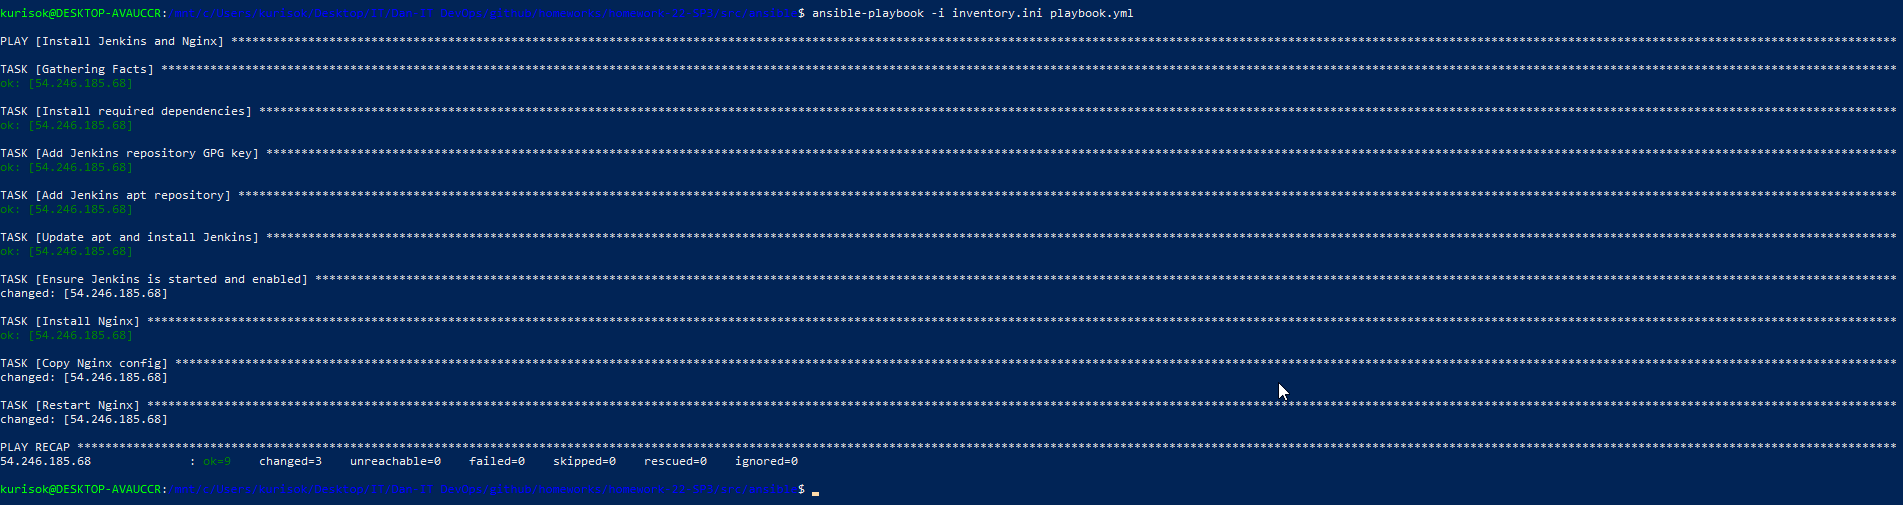 kurisok@DESKTOP-AVAUCCR: $ ansible-playbook -i inventory.ini playbook.yml
PLAY [Install Jenkins and Nginx] ****
TASK [Gathering Facts] ****
ok: [54.246.185.68]
TASK [Install required dependencies] ****
ok: [54.246.185.68]
TASK [Add Jenkins repository GPG key] ****
ok: [54.246.185.68]
TASK [Add Jenkins apt repository] ****
ok: [54.246.185.68]
TASK [Update apt and install Jenkins] ****
ok: [54.246.185.68]
TASK [Ensure Jenkins is started and enabled] ****
changed: [54.246.185.68]
TASK [Install Nginx] ****
ok: [54.246.185.68]
TASK [Copy Nginx config] ****
changed: [54.246.185.68]
TASK [Restart Nginx] ****
changed: [54.246.185.68]
PLAY RECAP ****
54.246.185.68 : ok=9 changed=3 unreachable=0 failed=0 skipped=0 rescued=0 ignored=0
kurisok@DESKTOP-AVAUCCR: $